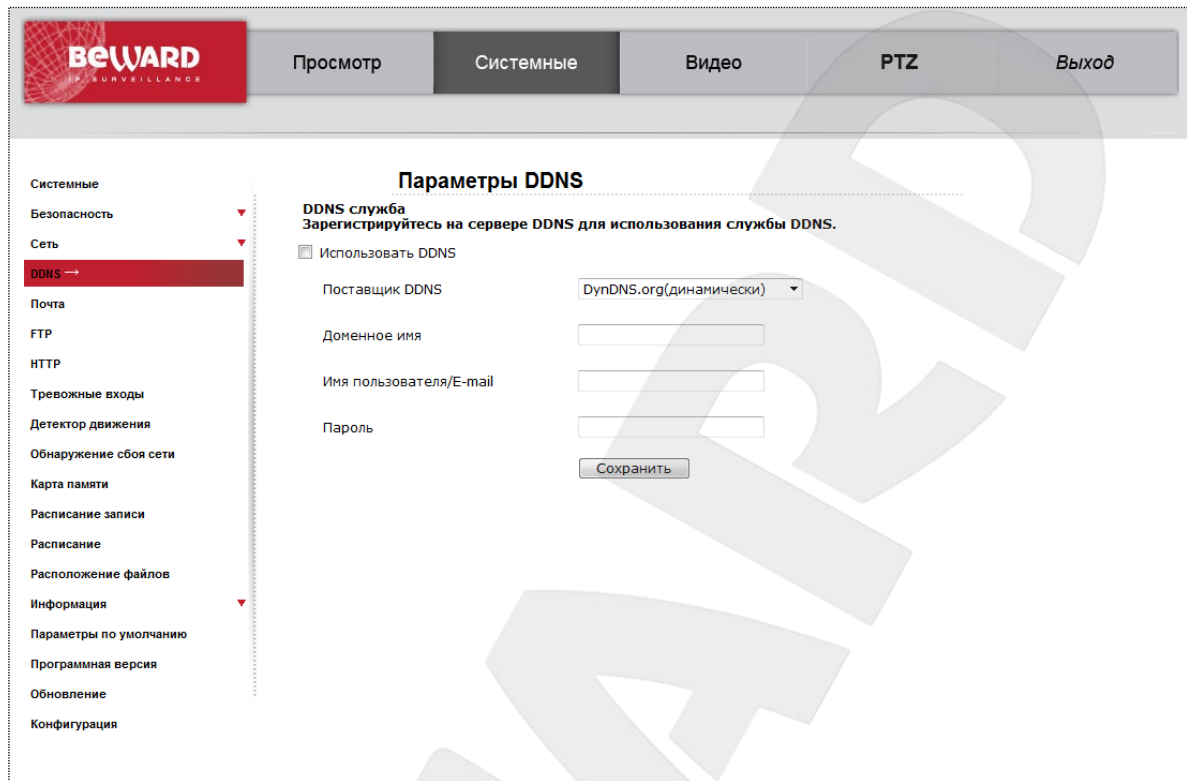 BEWARD
IP SURVEILLANCE
Просмотр
Системные
Видео
PTZ
Выход
Системные
Безопасность
Сеть
DDNS →
Почта
FTP
HTTP
Тревожные входы
Детектор движения
Обнаружение сбоя сети
Карта памяти
Расписание записи
Расписание
Расположение файлов
Информация
Параметры по умолчанию
Программная версия
Обновление
Конфигурация
Параметры DDNS
DDNS служба
Зарегистрируйтесь на сервере DDNS для использования службы DDNS.
Использовать DDNS
Поставщик DDNS
DynDNS.org(динамически)
Доменное имя
Имя пользователя/E-mail
Пароль
Сохранить
ARD